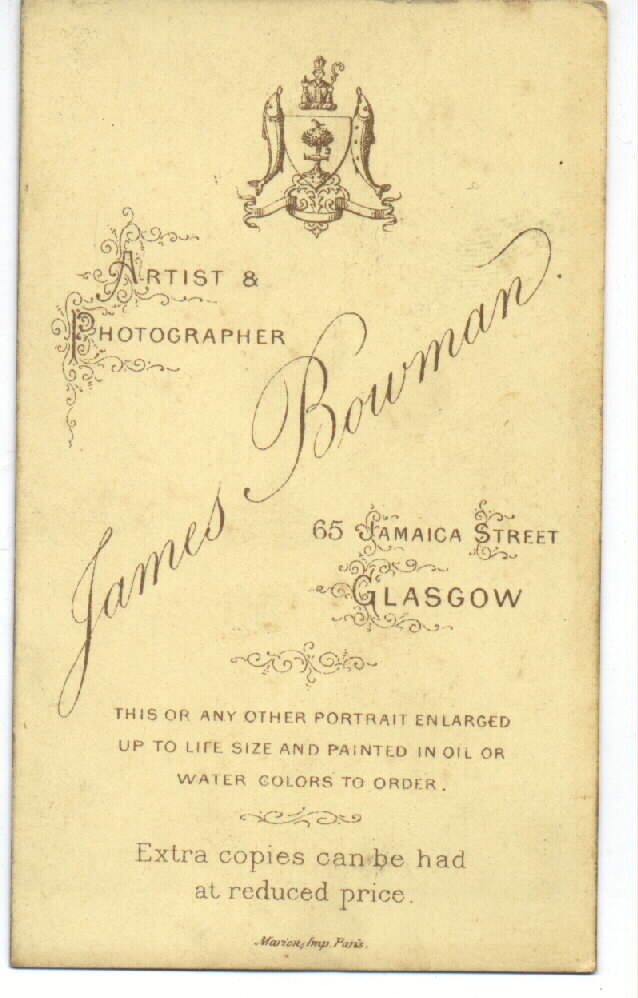 ARTIST &
PHOTOGRAPHER
James Bowman.
65 JAMAICA STREET
GLASGOW
THIS OR ANY OTHER PORTRAIT ENLARGED
UP TO LIFE SIZE AND PAINTED IN OIL OR
WATER COLORS TO ORDER.
Extra copies can be had
at reduced price.
Marion, Imp. Paris.